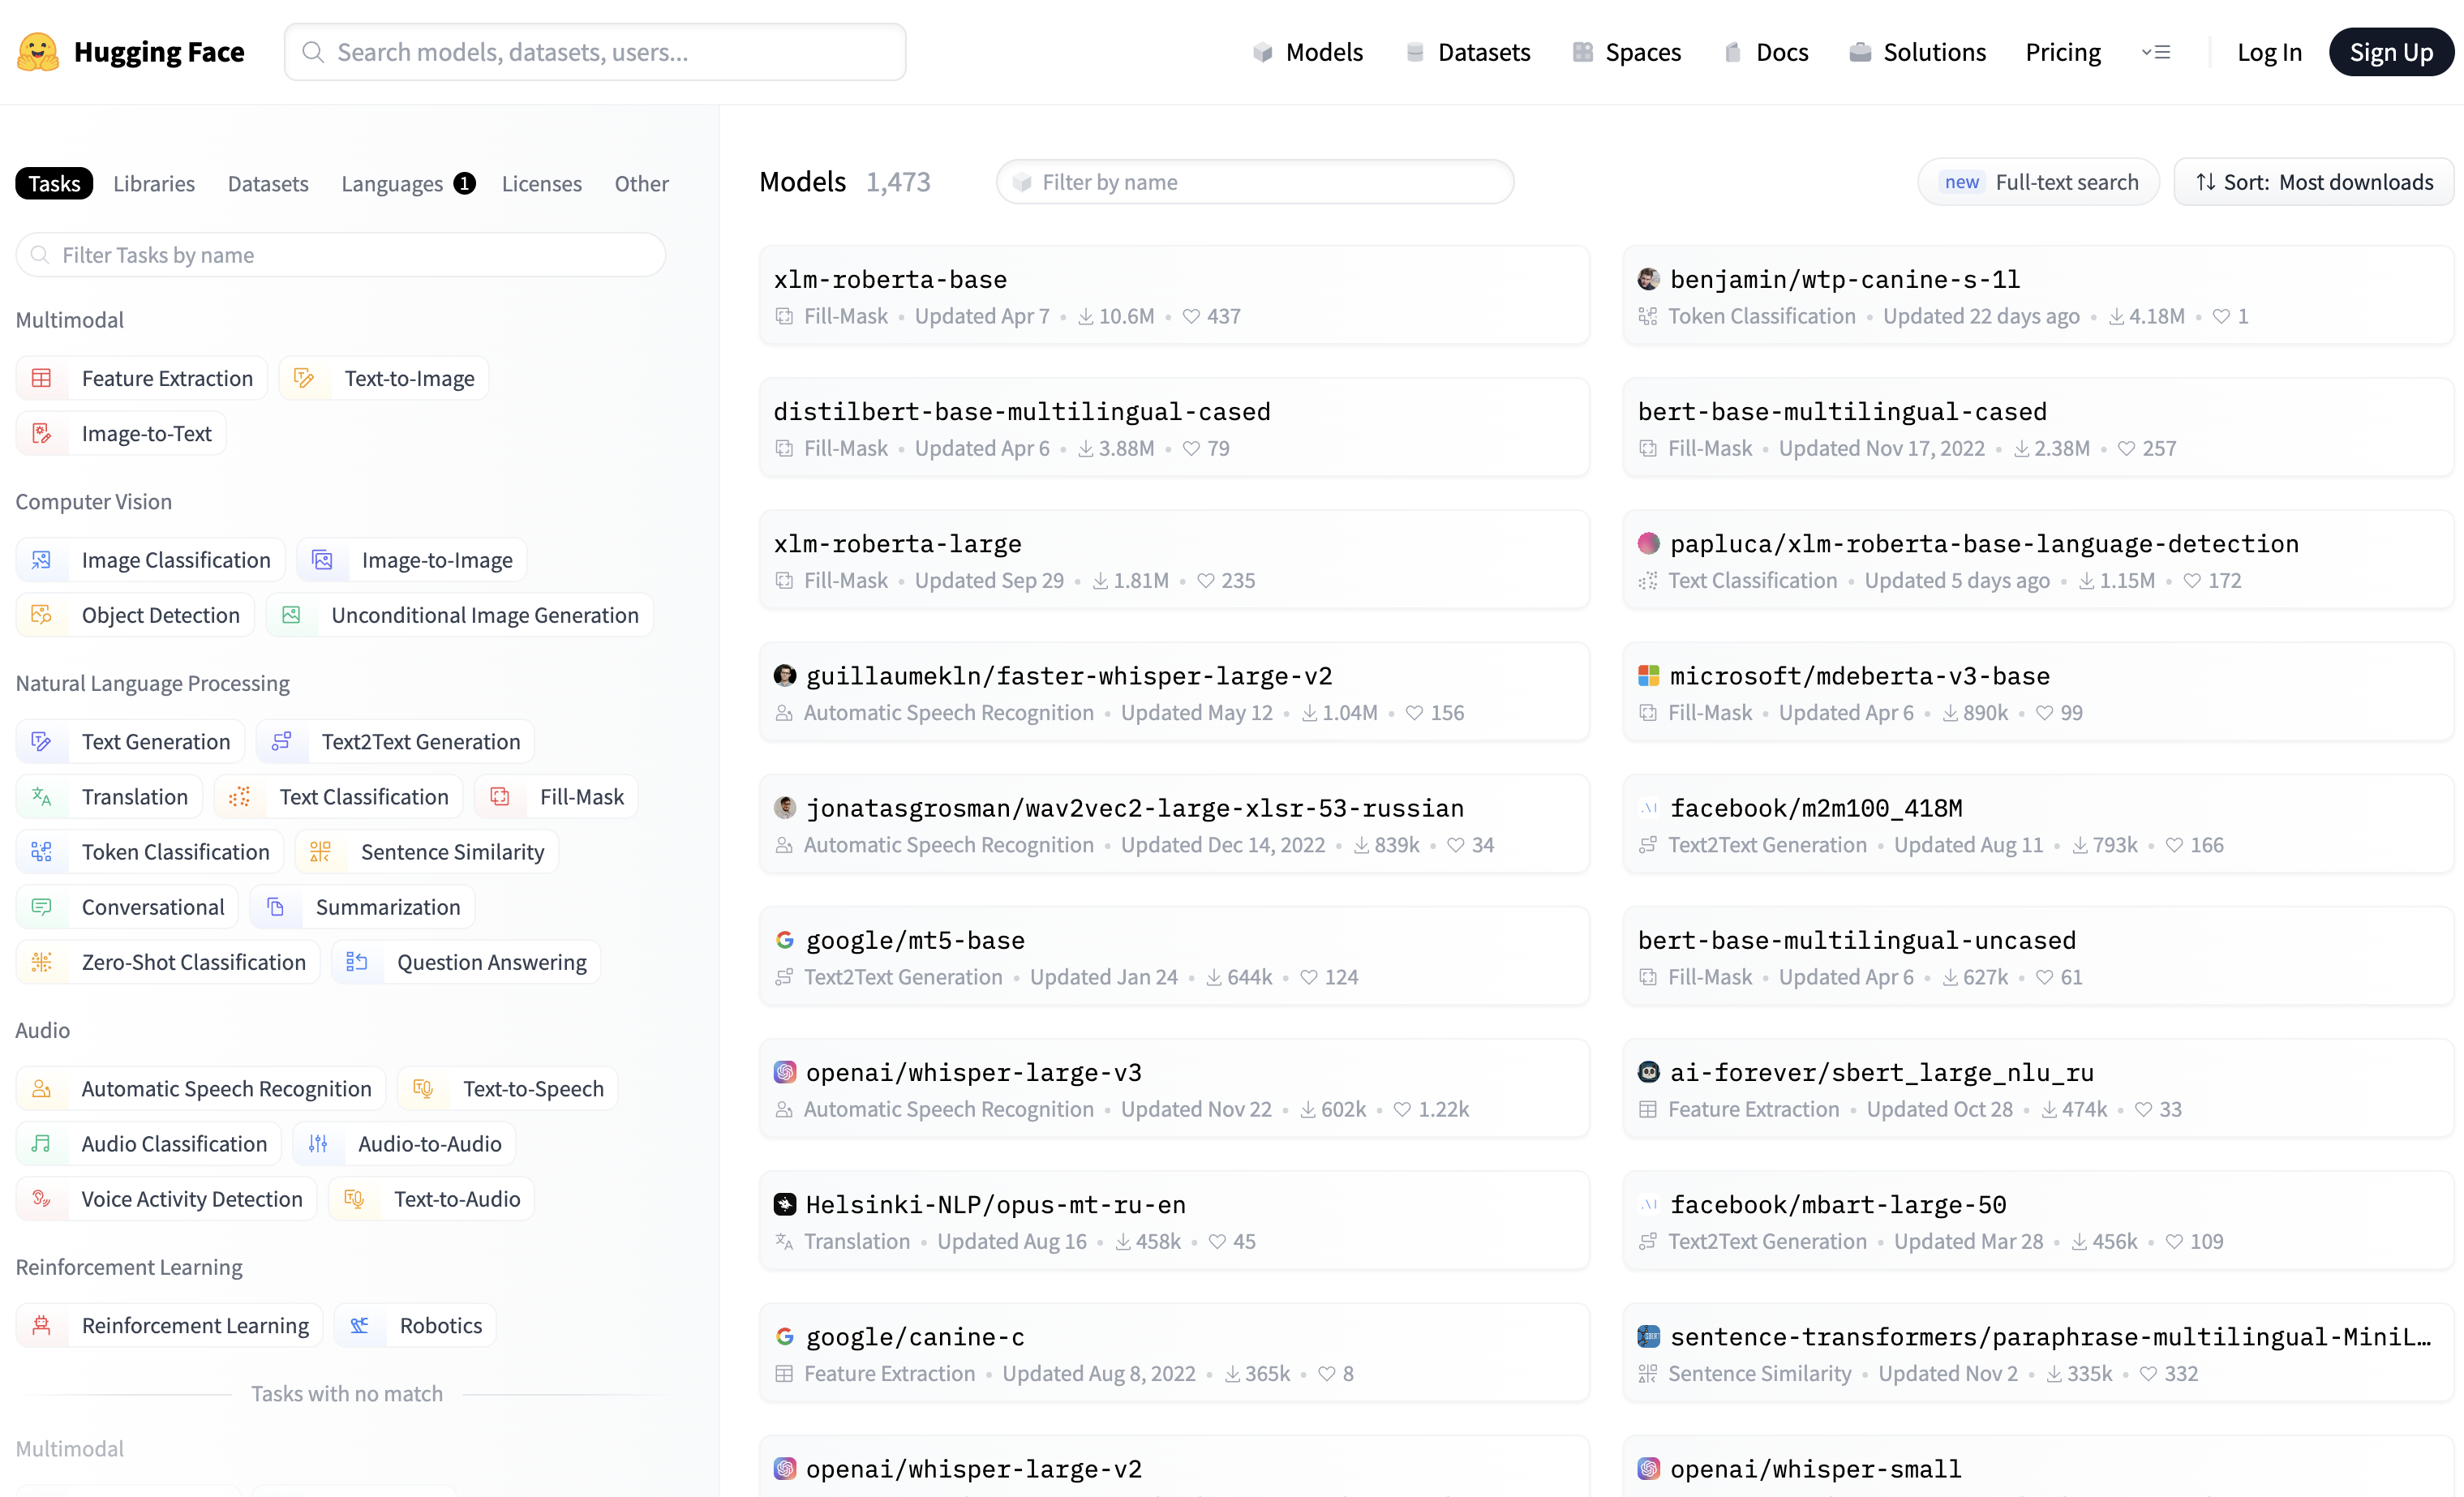 Hugging Face
Search models, datasets, users...
Models
Datasets
Spaces
Docs
Solutions
Pricing
Log In
Sign Up
Tasks
Libraries
Datasets
Languages 1
Licenses
Other
Filter Tasks by name
Multimodal
Feature Extraction
Text-to-Image
Image-to-Text
Computer Vision
Image Classification
Image-to-Image
Object Detection
Unconditional Image Generation
Natural Language Processing
Text Generation
Text2Text Generation
Translation
Text Classification
Fill-Mask
Token Classification
Sentence Similarity
Conversational
Summarization
Zero-Shot Classification
Question Answering
Audio
Automatic Speech Recognition
Text-to-Speech
Audio Classification
Audio-to-Audio
Voice Activity Detection
Text-to-Audio
Reinforcement Learning
Reinforcement Learning
Robotics
Tasks with no match
Multimodal
Models 1,473
Filter by name
new Full-text search
Sort: Most downloads
xlm-roberta-base
Fill-Mask • Updated Apr 7 • 10.6M • 437
benjamin/wtp-canine-s-1l
Token Classification • Updated 22 days ago • 4.18M • 1
distilbert-base-multilingual-cased
Fill-Mask • Updated Apr 6 • 3.88M • 79
bert-base-multilingual-cased
Fill-Mask • Updated Nov 17, 2022 • 2.38M • 257
xlm-roberta-large
Fill-Mask • Updated Sep 29 • 1.81M • 235
papluca/xlm-roberta-base-language-detection
Text Classification • Updated 5 days ago • 1.15M • 172
guillaumekln/faster-whisper-large-v2
Automatic Speech Recognition • Updated May 12 • 1.04M • 156
microsoft/mdeberta-v3-base
Fill-Mask • Updated Apr 6 • 890k • 99
jonatasgrosman/wav2vec2-large-xlsr-53-russian
Automatic Speech Recognition • Updated Dec 14, 2022 • 839k • 34
facebook/m2m100_418M
Text2Text Generation • Updated Aug 11 • 793k • 166
google/mt5-base
Text2Text Generation • Updated Jan 24 • 644k • 124
bert-base-multilingual-uncased
Fill-Mask • Updated Apr 6 • 627k • 61
openai/whisper-large-v3
Automatic Speech Recognition • Updated Nov 22 • 602k • 1.22k
ai-forever/sbert_large_nlu_ru
Feature Extraction • Updated Oct 28 • 474k • 33
Helsinki-NLP/opus-mt-ru-en
Translation • Updated Aug 16 • 458k • 45
facebook/mbart-large-50
Text2Text Generation • Updated Mar 28 • 456k • 109
google/canine-c
Feature Extraction • Updated Aug 8, 2022 • 365k • 8
sentence-transformers/paraphrase-multilingual-MiniL…
Sentence Similarity • Updated Nov 2 • 335k • 332
openai/whisper-large-v2
openai/whisper-small